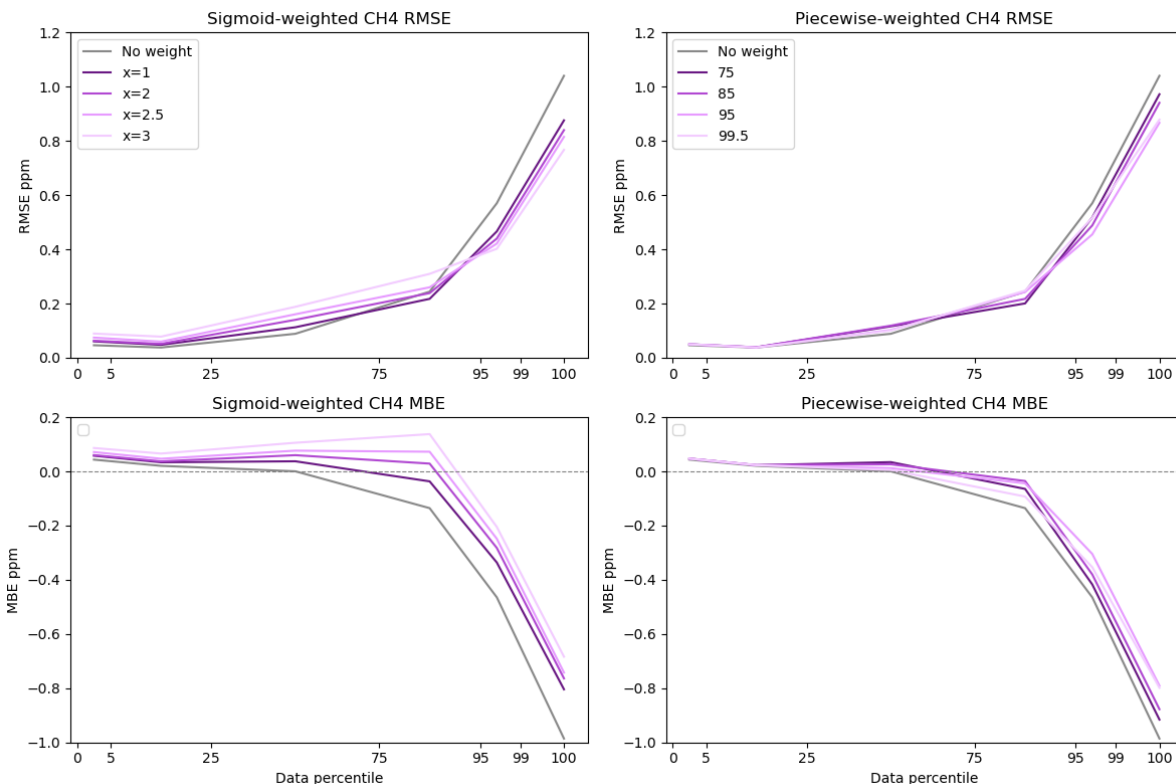 Sigmoid-weighted CH4 RMSE
1.2
1.0
0.8
0.6
0.4
0.2
0.0
RMSE ppm
No weight
x=1
x=2
x=2.5
x=3
0 5 25 75 95 99 100
Piecewise-weighted CH4 RMSE
1.2
1.0
0.8
0.6
0.4
0.2
0.0
RMSE ppm
No weight
75
85
95
99.5
0 5 25 75 95 99 100
Sigmoid-weighted CH4 MBE
0.2
0.0
−0.2
−0.4
−0.6
−0.8
−1.0
MBE ppm
0 5 25 75 95 99 100
Data percentile
Piecewise-weighted CH4 MBE
0.2
0.0
−0.2
−0.4
−0.6
−0.8
−1.0
MBE ppm
0 5 25 75 95 99 100
Data percentile